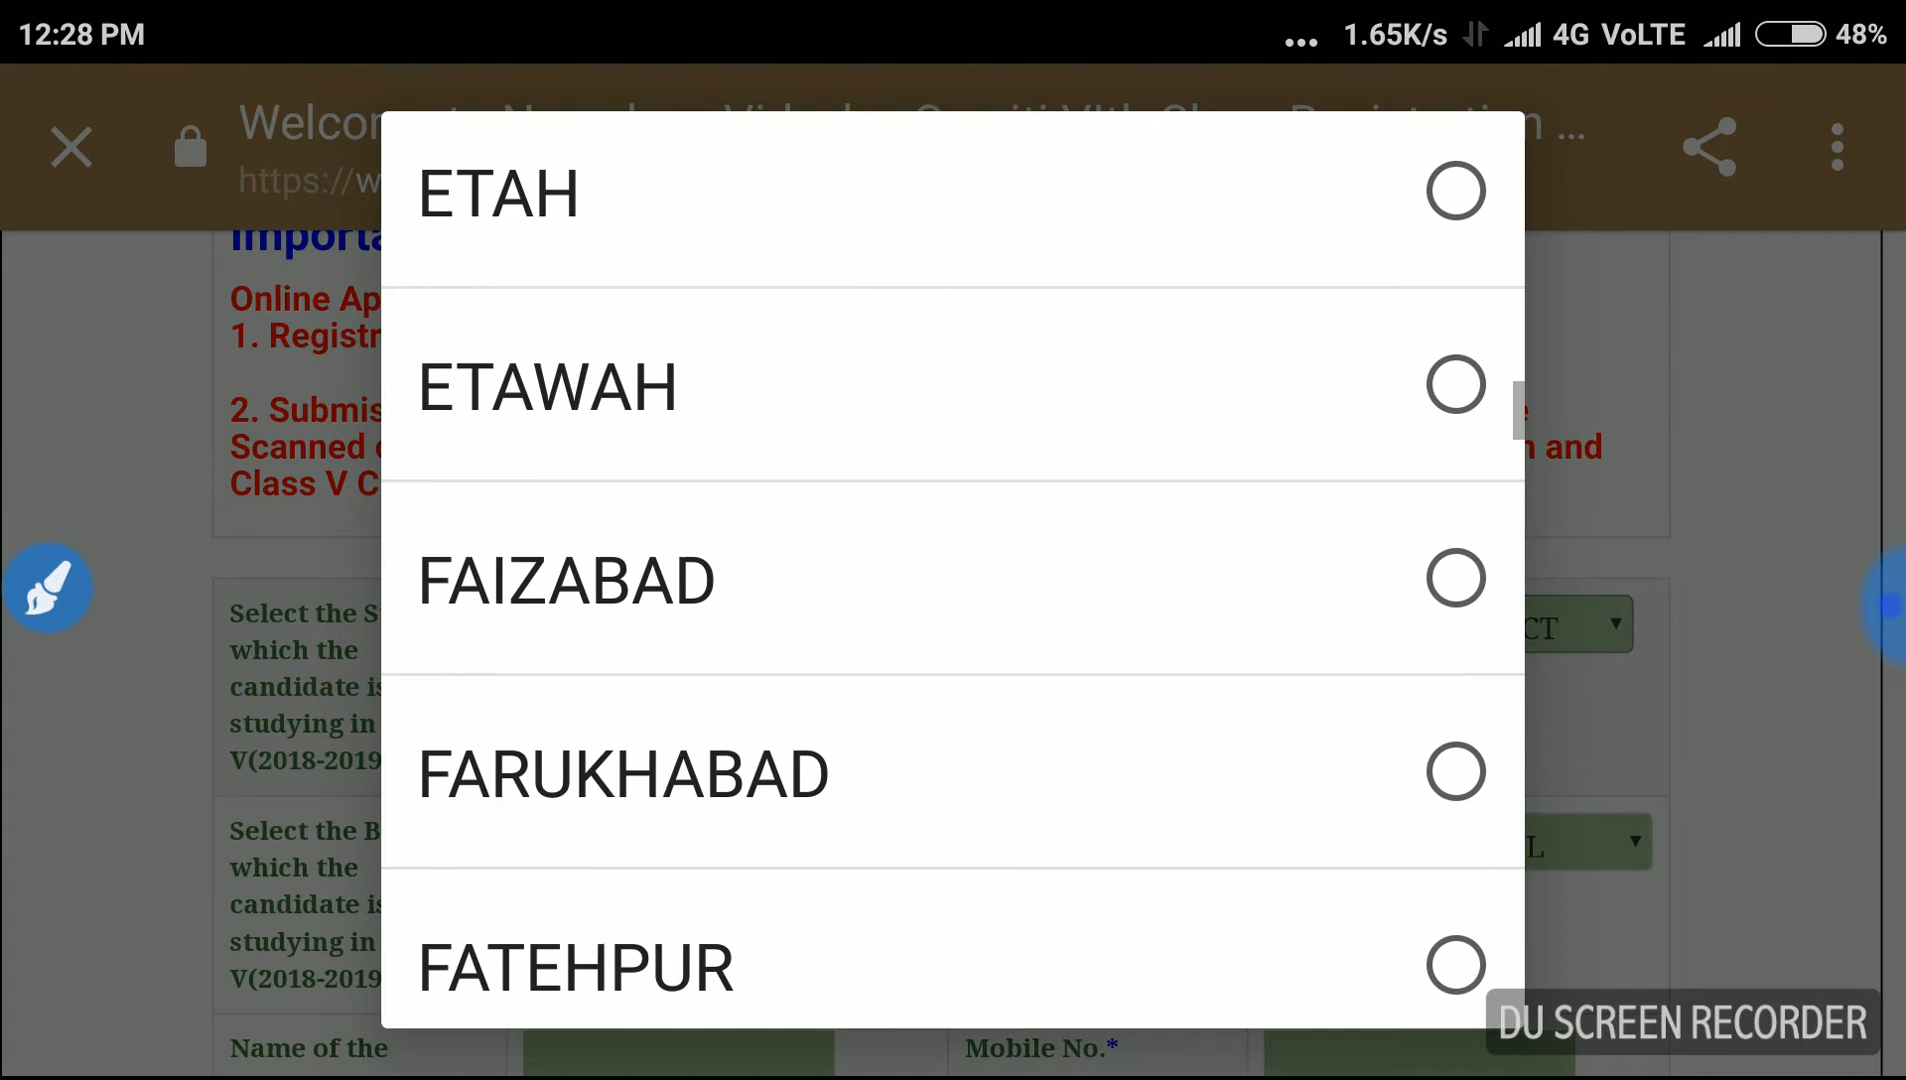 12:28 PM
... 1.65K/s 4G VoLTE 48%
Welcom
n ...
https://w
ETAH
ETAWAH
FAIZABAD
FARUKHABAD
FATEHPUR
Importa
Online Ap
1. Registr
2. Submis
Scanned
n and
Class V C
Select the S
which the
candidate is
studying in
V(2018-2019
CT
Select the B
which the
candidate is
studying in
V(2018-2019
L
Name of the
Mobile No.*
DU SCREEN RECORDER